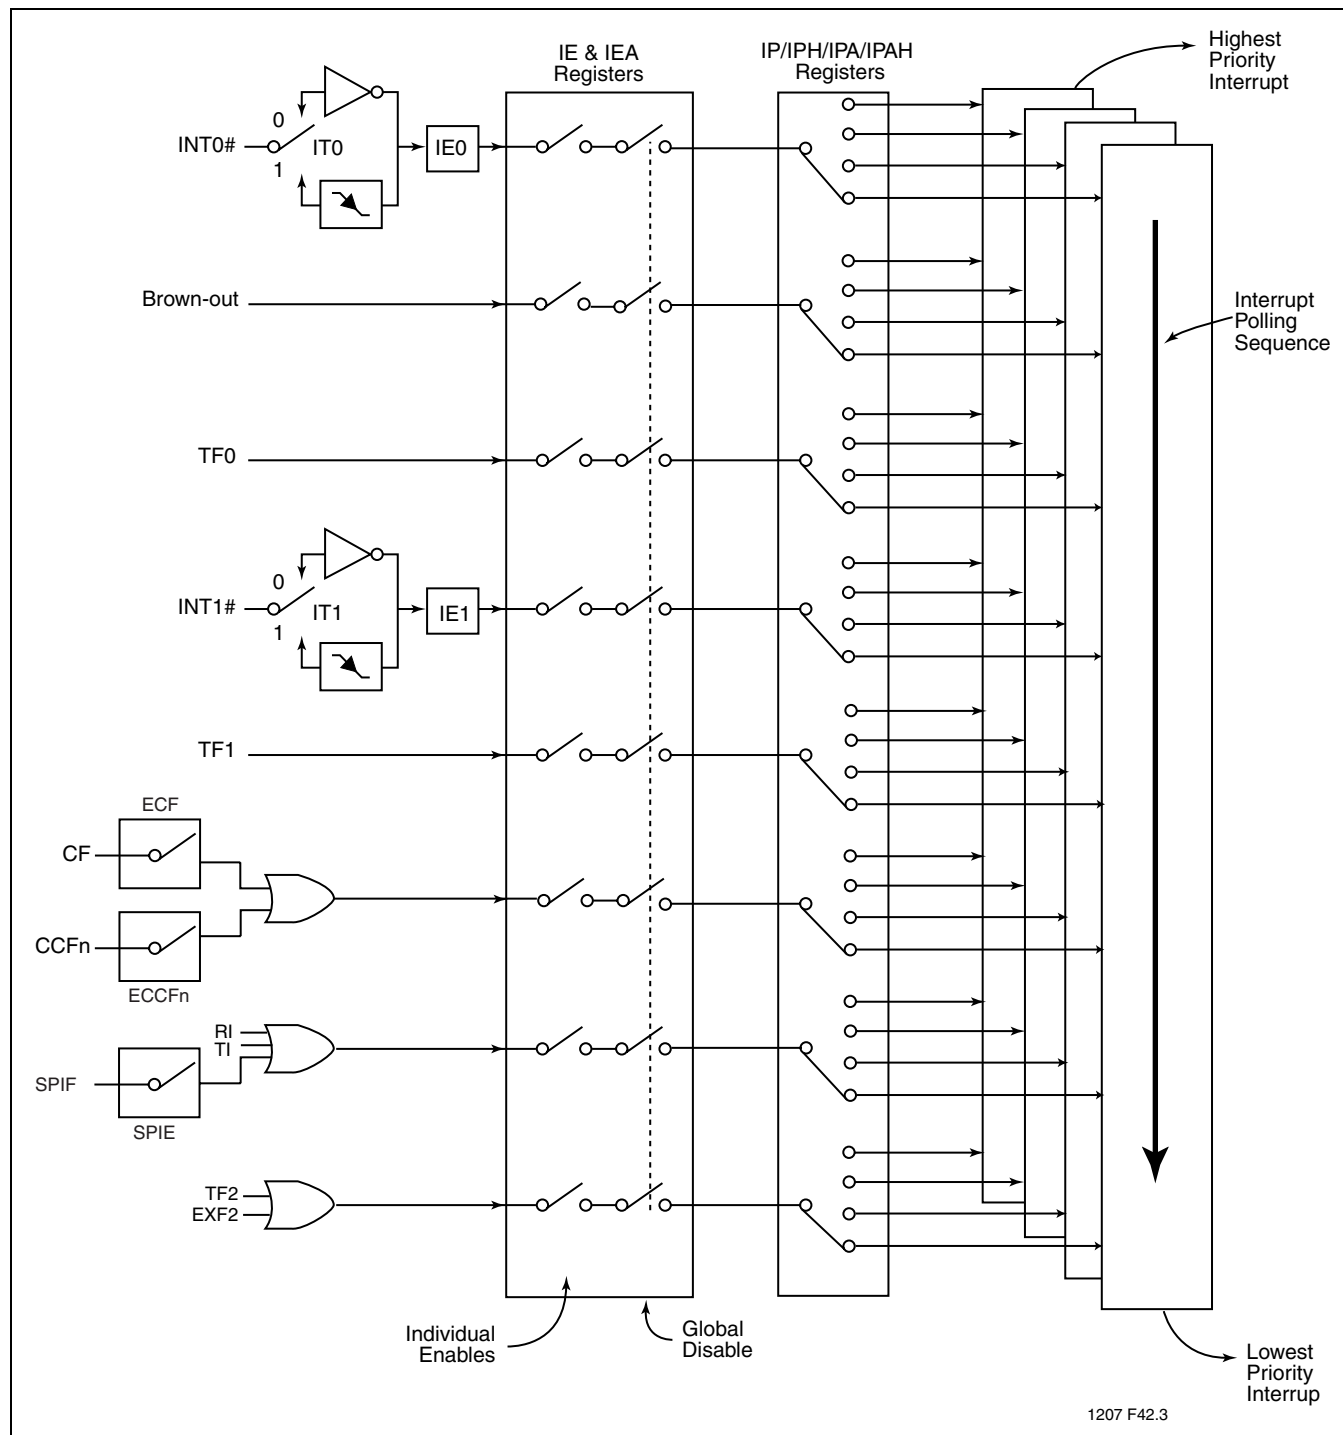 IE & IEA
Registers
IP/IPH/IPA/IPAH
Registers
Highest
Priority
Interrupt
0
INT0#
IT0
1
IE0
Brown-out
Interrupt
Polling
Sequence
TF0
0
INT1#
IT1
1
IE1
TF1
ECF
CF
CCFn
ECCFn
RI
TI
SPIF
SPIE
TF2
EXF2
Individual
Enables
Global
Disable
Lowest
Priority
Interrup
1207 F42.3